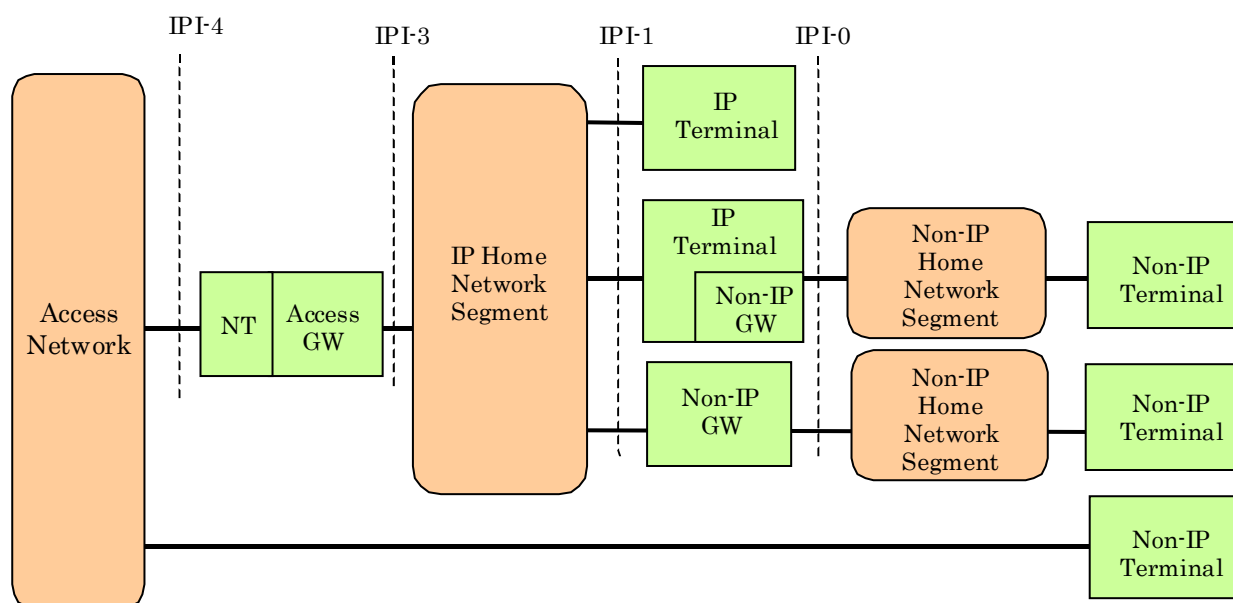 IPI-4
IPI-3
IPI-1
IPI-0
Access
Network
NT
Access
GW
IP Home
Network
Segment
IP
Terminal
IP
Terminal
Non-IP
GW
Non-IP
GW
Non-IP
Home
Network
Segment
Non-IP
Home
Network
Segment
Non-IP
Terminal
Non-IP
Terminal
Non-IP
Terminal